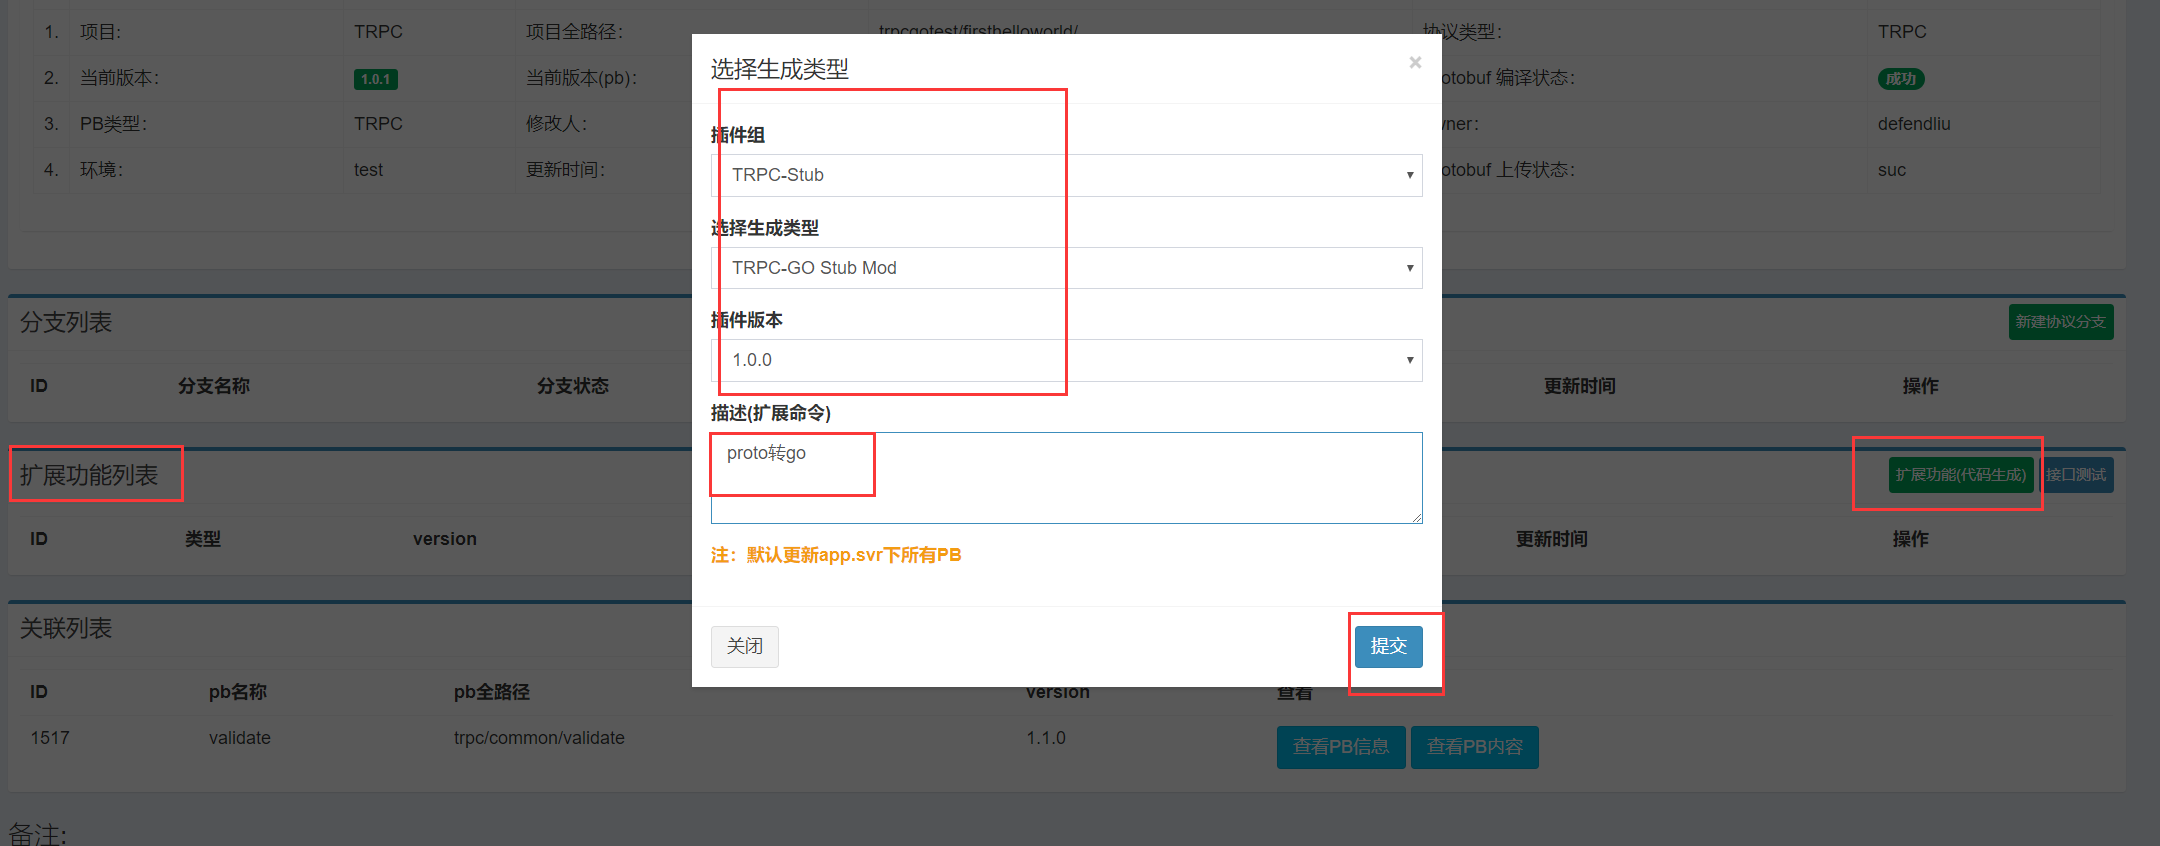 1. 项目: TRPC 项目全路径: trpcgotest/firsthelloworld/ 协议类型: TRPC
2. 当前版本: 1.0.1 当前版本(pb): otobuf 编译状态: 成功
3. PB类型: TRPC 修改人: ner: defendliu
4. 环境: test 更新时间: otobuf 上传状态: suc
选择生成类型 ×
插件组
TRPC-Stub
选择生成类型
TRPC-GO Stub Mod
插件版本
1.0.0
描述(扩展命令)
proto转go
注：默认更新app.svr下所有PB
关闭 提交
分支列表 新建协议分支
ID 分支名称 分支状态 更新时间 操作
扩展功能列表 扩展功能(代码生成) 接口测试
ID 类型 version 更新时间 操作
关联列表
ID pb名称 pb全路径 version 查看
1517 validate trpc/common/validate 1.1.0 查看PB信息 查看PB内容
备注: